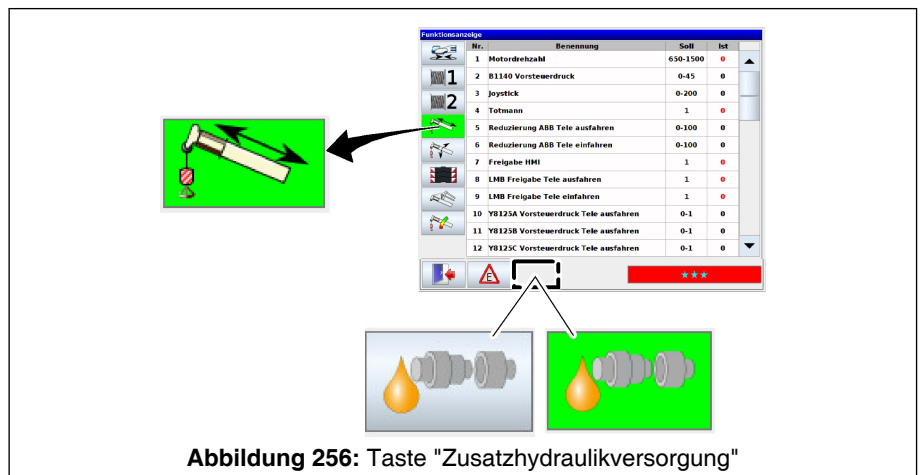 Funktionsanzeige
Nr. Benennung Soll Ist
1 Motordrehzahl 650-1500 0
2 B1140 Vorsteuerdruck 0-45 0
3 Joystick 0-200 0
4 Totmann 1 0
5 Reduzierung ABB Tele ausfahren 0-100 0
6 Reduzierung ABB Tele einfahren 0-100 0
7 Freigabe HMI 1 0
8 LMB Freigabe Tele ausfahren 1 0
9 LMB Freigabe Tele einfahren 1 0
10 Y8125A Vorsteuerdruck Tele ausfahren 0-1 0
11 Y8125B Vorsteuerdruck Tele ausfahren 0-1 0
12 Y8125C Vorsteuerdruck Tele ausfahren 0-1 0
1
2
E
★★★
Abbildung 256: Taste "Zusatzhydraulikversorgung"